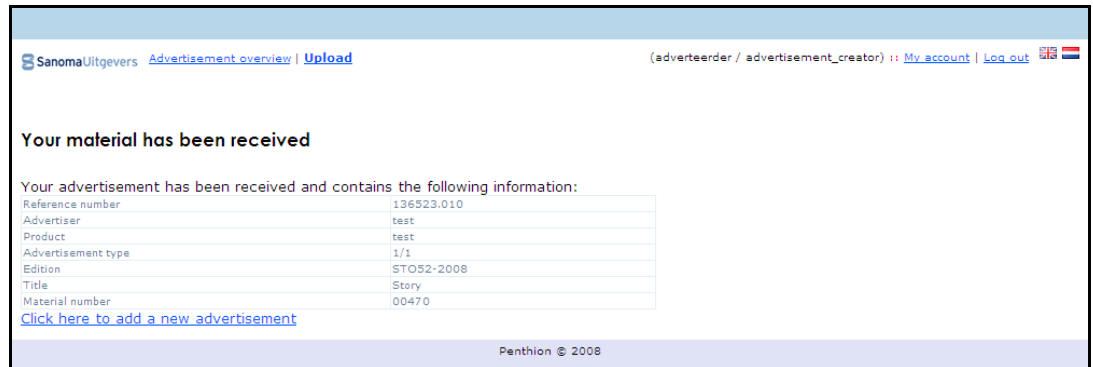 SanomaUitgevers Advertisement overview | Upload (adverteerder / advertisement_creator) :: My account | Log out
Your material has been received
Your advertisement has been received and contains the following information:
Reference number 136523.010
Advertiser test
Product test
Advertisement type 1/1
Edition STO52-2008
Title Story
Material number 00470
Click here to add a new advertisement
Penthion © 2008